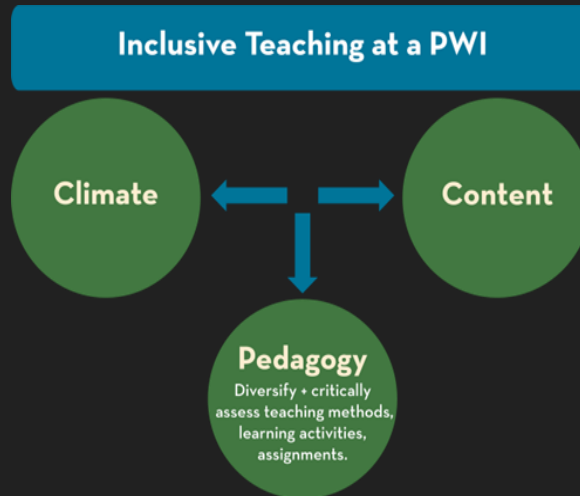 Inclusive Teaching at a PWI
Climate
Content
Pedagogy
Diversify + critically
assess teaching methods,
learning activities,
assignments.